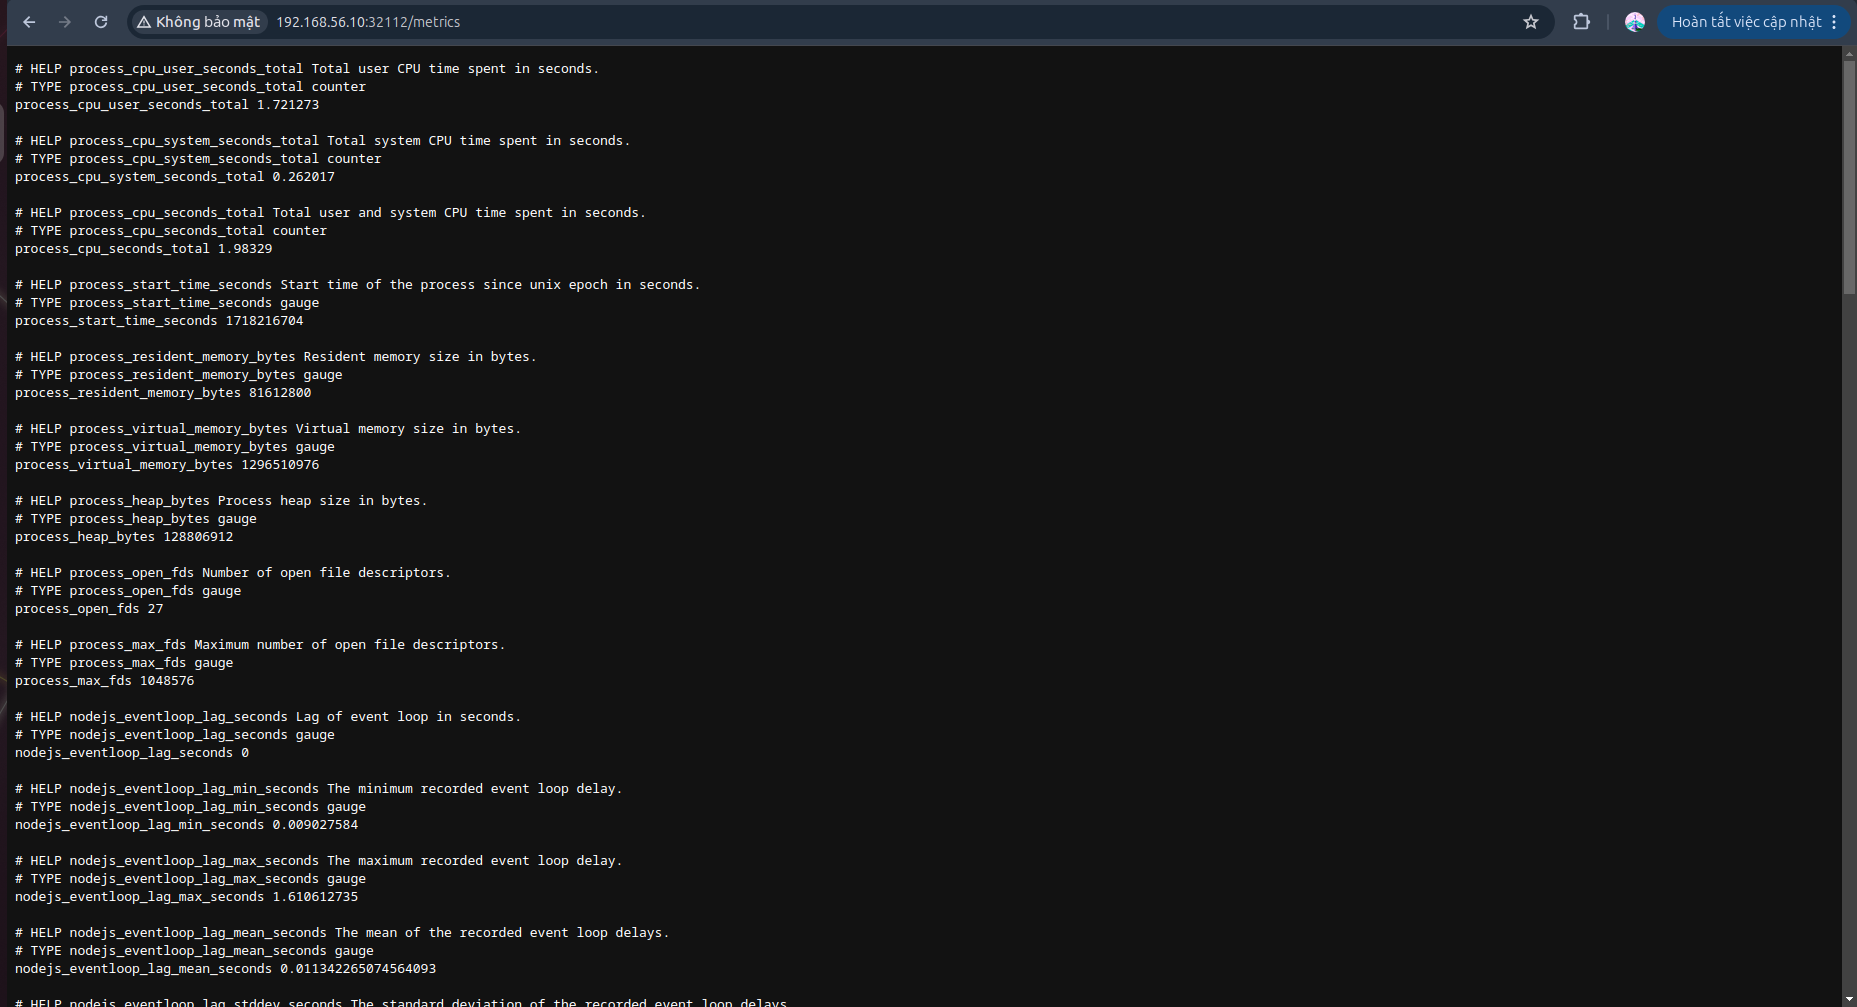 Không bảo mật 192.168.56.10:32112/metrics Hoàn tất việc cập nhật
# HELP process_cpu_user_seconds_total Total user CPU time spent in seconds.
# TYPE process_cpu_user_seconds_total counter
process_cpu_user_seconds_total 1.721273
# HELP process_cpu_system_seconds_total Total system CPU time spent in seconds.
# TYPE process_cpu_system_seconds_total counter
process_cpu_system_seconds_total 0.262017
# HELP process_cpu_seconds_total Total user and system CPU time spent in seconds.
# TYPE process_cpu_seconds_total counter
process_cpu_seconds_total 1.98329
# HELP process_start_time_seconds Start time of the process since unix epoch in seconds.
# TYPE process_start_time_seconds gauge
process_start_time_seconds 1718216704
# HELP process_resident_memory_bytes Resident memory size in bytes.
# TYPE process_resident_memory_bytes gauge
process_resident_memory_bytes 81612800
# HELP process_virtual_memory_bytes Virtual memory size in bytes.
# TYPE process_virtual_memory_bytes gauge
process_virtual_memory_bytes 1296510976
# HELP process_heap_bytes Process heap size in bytes.
# TYPE process_heap_bytes gauge
process_heap_bytes 128806912
# HELP process_open_fds Number of open file descriptors.
# TYPE process_open_fds gauge
process_open_fds 27
# HELP process_max_fds Maximum number of open file descriptors.
# TYPE process_max_fds gauge
process_max_fds 1048576
# HELP nodejs_eventloop_lag_seconds Lag of event loop in seconds.
# TYPE nodejs_eventloop_lag_seconds gauge
nodejs_eventloop_lag_seconds 0
# HELP nodejs_eventloop_lag_min_seconds The minimum recorded event loop delay.
# TYPE nodejs_eventloop_lag_min_seconds gauge
nodejs_eventloop_lag_min_seconds 0.009027584
# HELP nodejs_eventloop_lag_max_seconds The maximum recorded event loop delay.
# TYPE nodejs_eventloop_lag_max_seconds gauge
nodejs_eventloop_lag_max_seconds 1.610612735
# HELP nodejs_eventloop_lag_mean_seconds The mean of the recorded event loop delays.
# TYPE nodejs_eventloop_lag_mean_seconds gauge
nodejs_eventloop_lag_mean_seconds 0.011342265074564093
# HELP nodejs_eventloop_lag_stddev_seconds The standard deviation of the recorded event loop delays.